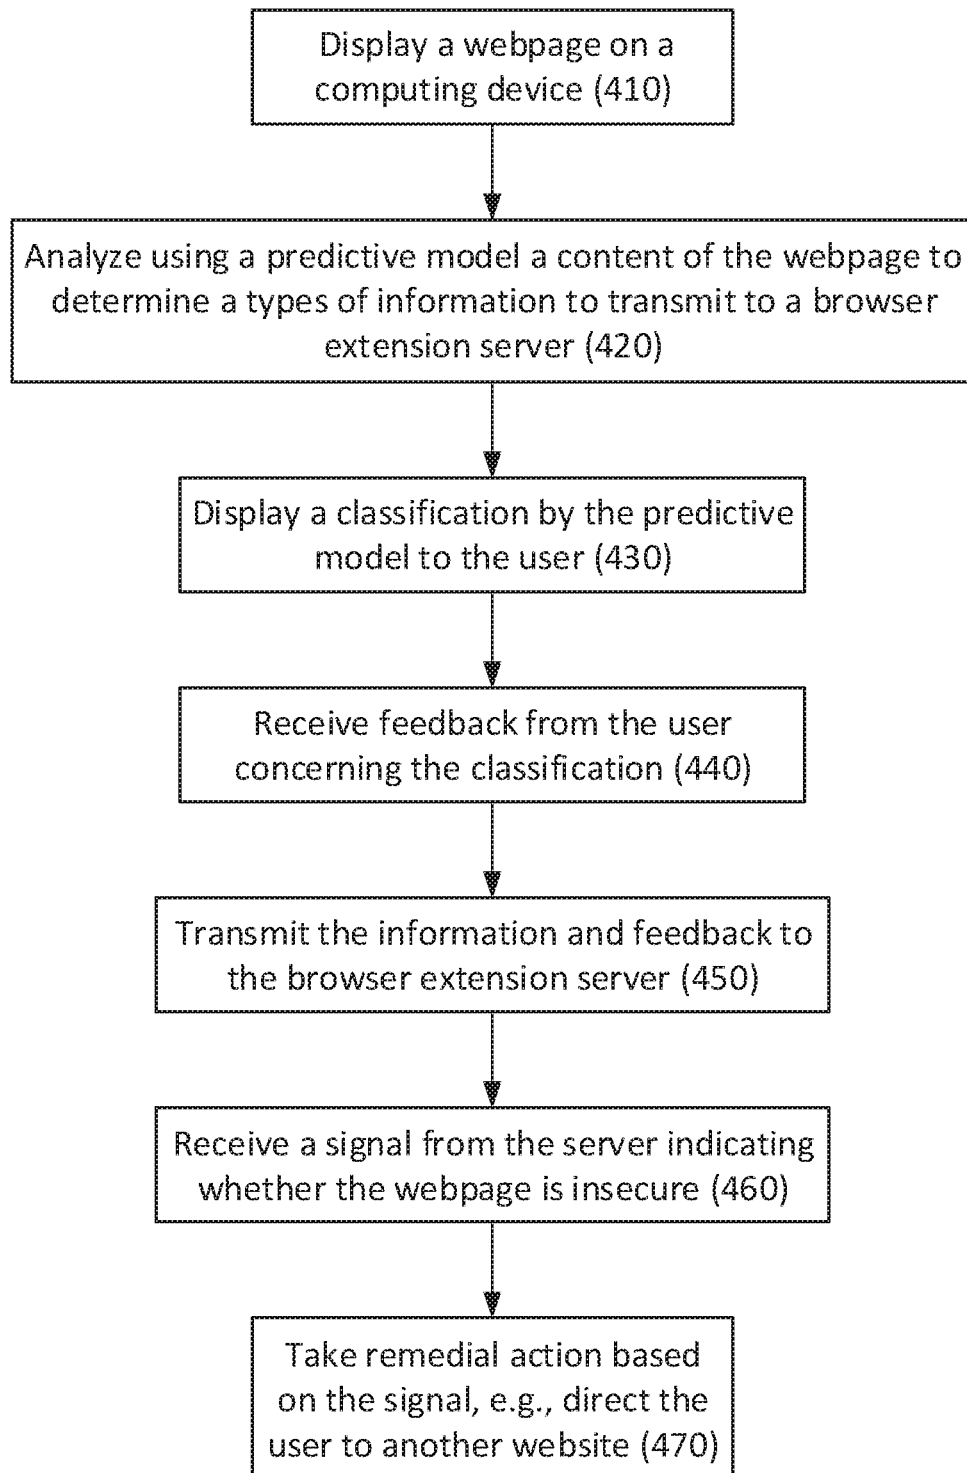 Display a webpage on a
computing device (410)
Analyze using a predictive model a content of the webpage to
determine a types of information to transmit to a browser
extension server (420)
Display a classification by the predictive
model to the user (430)
Receive feedback from the user
concerning the classification (440)
Transmit the information and feedback to
the browser extension server (450)
Receive a signal from the server indicating
whether the webpage is insecure (460)
Take remedial action based
on the signal, e.g., direct the
user to another website (470)